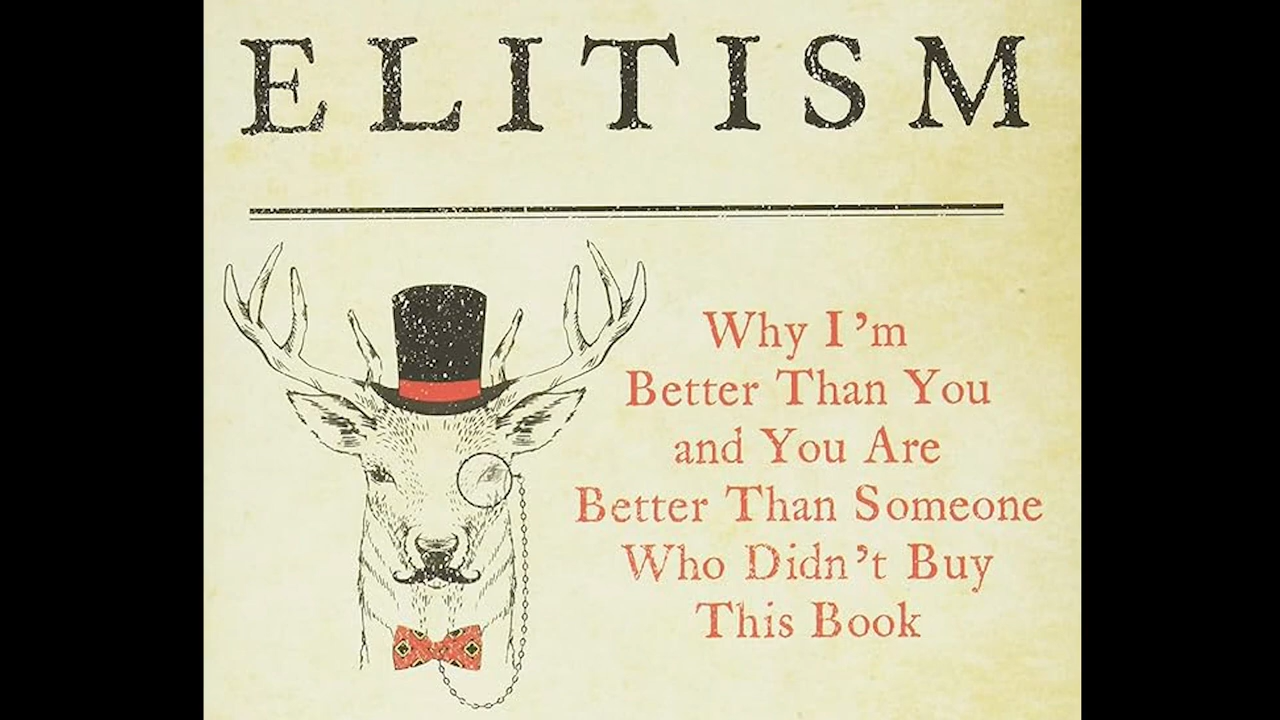 ELITISM
Why I'm
Better Than You
and You Are
Better Than Someone
Who Didn't Buy
This Book